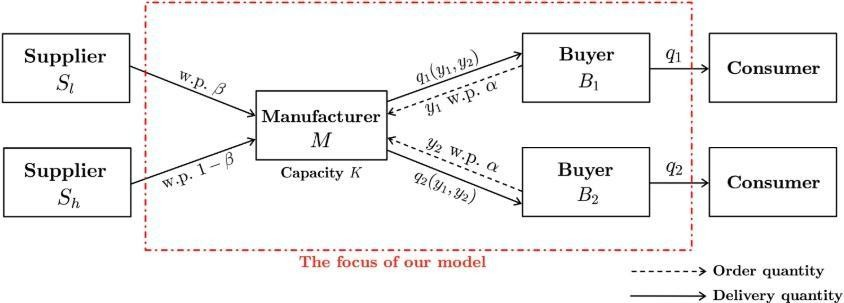 Supplier
S_l
w.p. β
Supplier
S_h
w.p. 1 − β
Manufacturer
M
Capacity K
q_1(y_1, y_2)
y_1 w.p. α
y_2 w.p. α
q_2(y_1, y_2)
Buyer
B_1
Buyer
B_2
q_1
q_2
Consumer
Consumer
The focus of our model
Order quantity
Delivery quantity